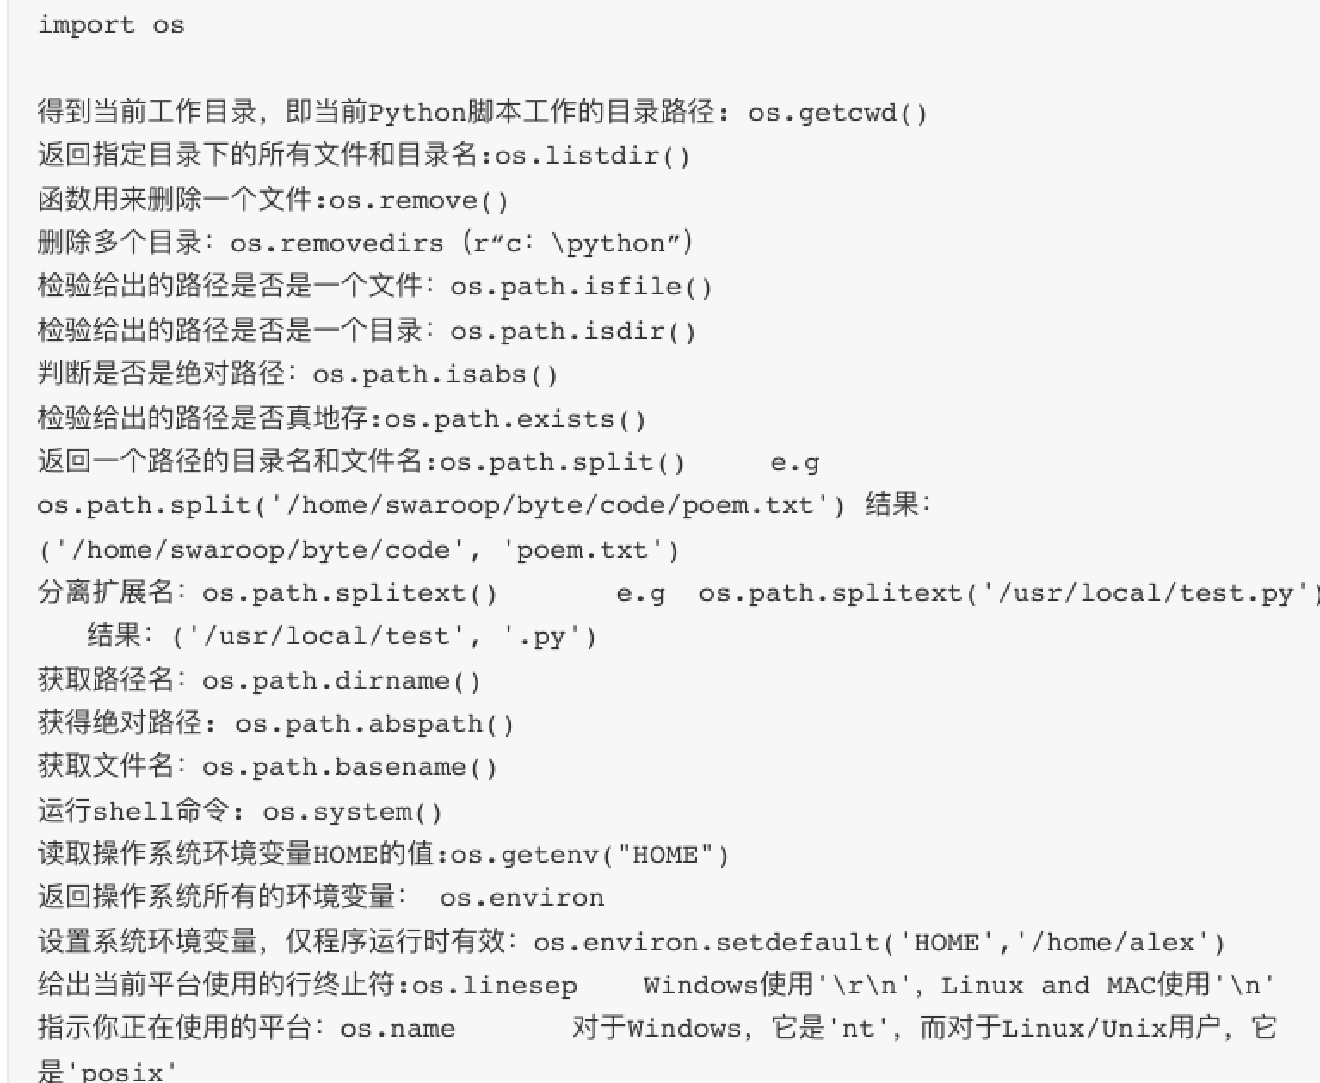 import os
得到当前工作目录，即当前Python脚本工作的目录路径: os.getcwd()
返回指定目录下的所有文件和目录名:os.listdir()
函数用来删除一个文件:os.remove()
删除多个目录：os.removedirs（r“c：\python”）
检验给出的路径是否是一个文件：os.path.isfile()
检验给出的路径是否是一个目录：os.path.isdir()
判断是否是绝对路径：os.path.isabs()
检验给出的路径是否真地存:os.path.exists()
返回一个路径的目录名和文件名:os.path.split()     e.g
os.path.split('/home/swaroop/byte/code/poem.txt') 结果：
('/home/swaroop/byte/code', 'poem.txt')
分离扩展名：os.path.splitext()       e.g  os.path.splitext('/usr/local/test.py')
结果：('/usr/local/test', '.py')
获取路径名：os.path.dirname()
获得绝对路径: os.path.abspath()
获取文件名：os.path.basename()
运行shell命令: os.system()
读取操作系统环境变量HOME的值:os.getenv("HOME")
返回操作系统所有的环境变量： os.environ
设置系统环境变量，仅程序运行时有效：os.environ.setdefault('HOME','/home/alex')
给出当前平台使用的行终止符:os.linesep    Windows使用'\r\n', Linux and MAC使用'\n'
指示你正在使用的平台：os.name       对于Windows，它是'nt'，而对于Linux/Unix用户，它
是'posix'